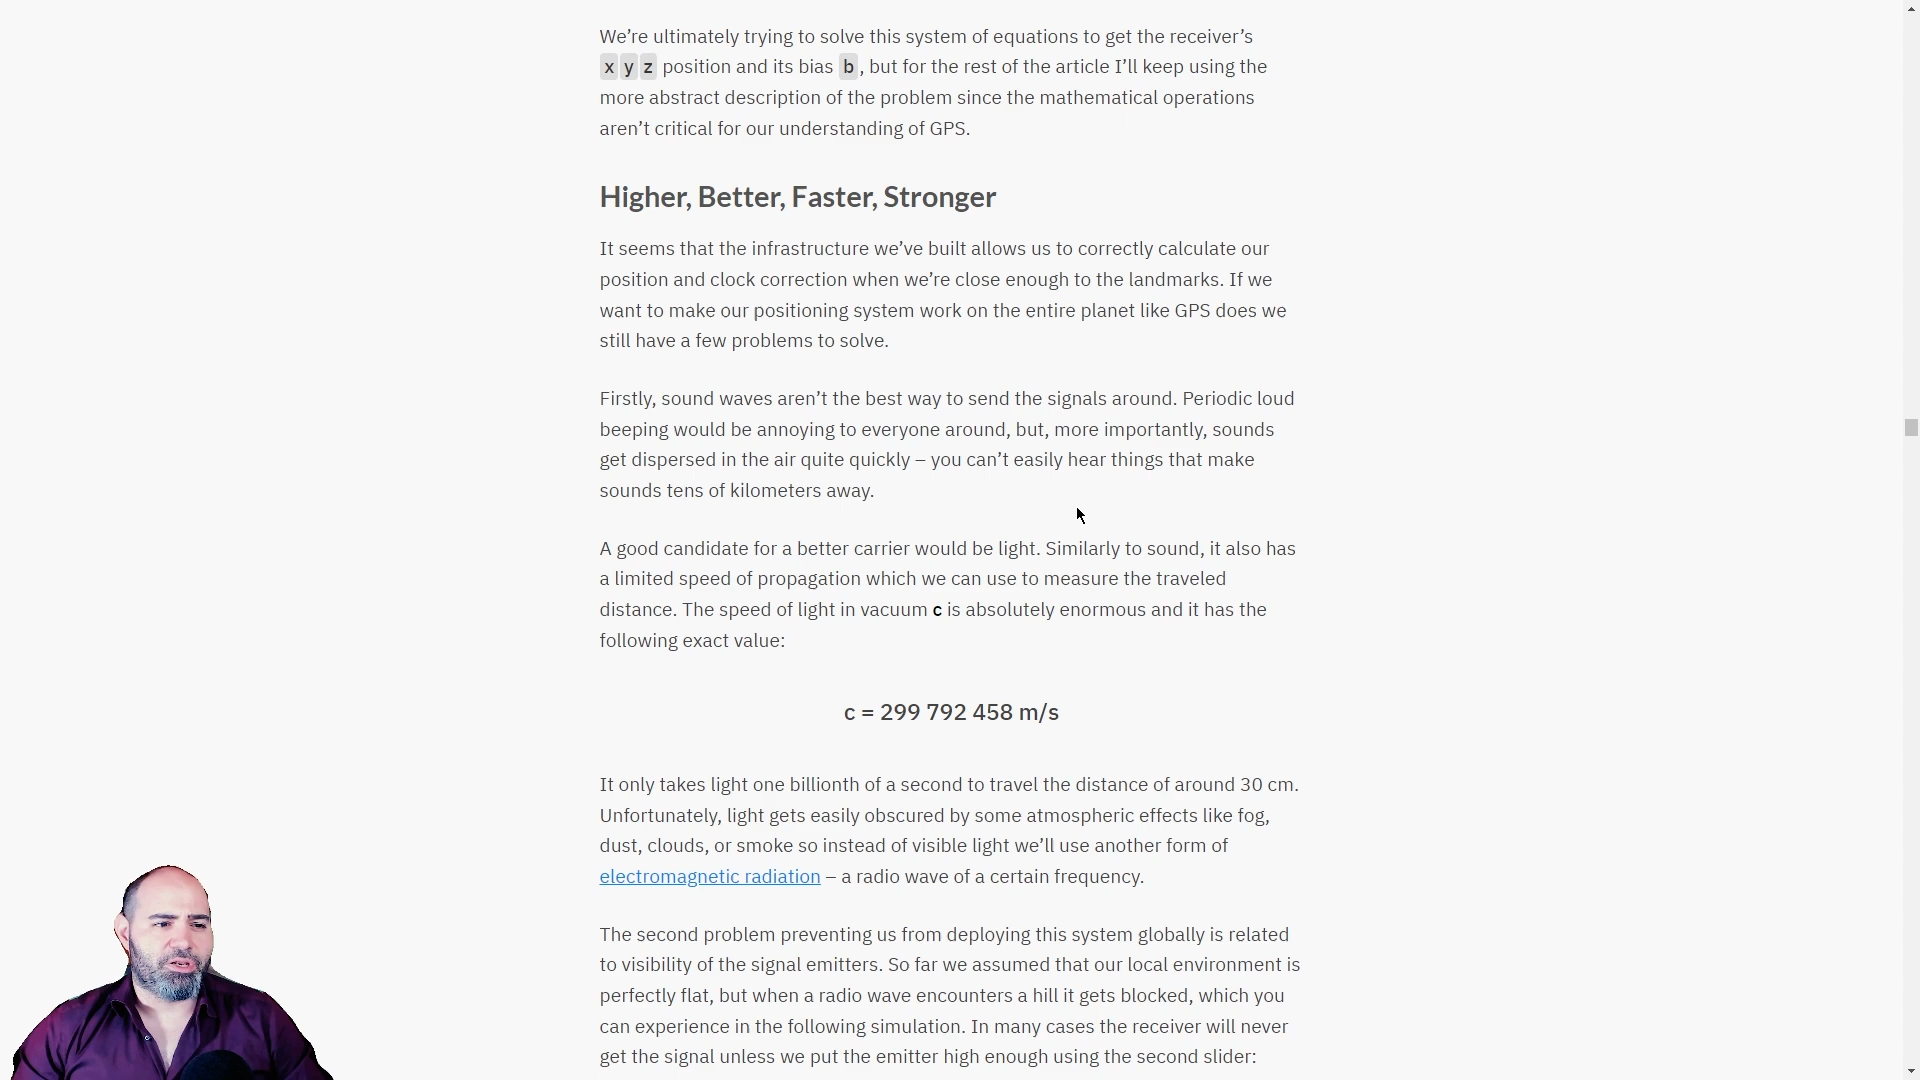 We’re ultimately trying to solve this system of equations to get the receiver’s
x y z position and its bias b, but for the rest of the article I’ll keep using the
more abstract description of the problem since the mathematical operations
aren’t critical for our understanding of GPS.
Higher, Better, Faster, Stronger
It seems that the infrastructure we’ve built allows us to correctly calculate our
position and clock correction when we’re close enough to the landmarks. If we
want to make our positioning system work on the entire planet like GPS does we
still have a few problems to solve.
Firstly, sound waves aren’t the best way to send the signals around. Periodic loud
beeping would be annoying to everyone around, but, more importantly, sounds
get dispersed in the air quite quickly – you can’t easily hear things that make
sounds tens of kilometers away.
A good candidate for a better carrier would be light. Similarly to sound, it also has
a limited speed of propagation which we can use to measure the traveled
distance. The speed of light in vacuum c is absolutely enormous and it has the
following exact value:
c = 299 792 458 m/s
It only takes light one billionth of a second to travel the distance of around 30 cm.
Unfortunately, light gets easily obscured by some atmospheric effects like fog,
dust, clouds, or smoke so instead of visible light we’ll use another form of
electromagnetic radiation – a radio wave of a certain frequency.
The second problem preventing us from deploying this system globally is related
to visibility of the signal emitters. So far we assumed that our local environment is
perfectly flat, but when a radio wave encounters a hill it gets blocked, which you
can experience in the following simulation. In many cases the receiver will never
get the signal unless we put the emitter high enough using the second slider: